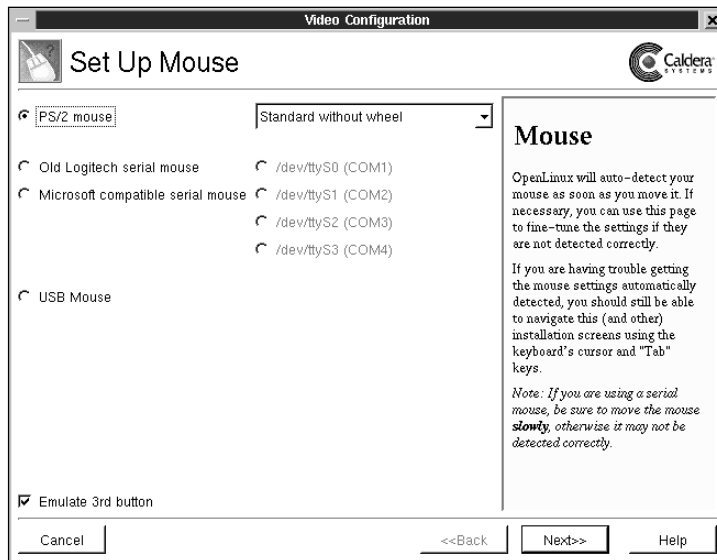 Video Configuration
Set Up Mouse
Caldera
SYSTEMS
PS/2 mouse
Standard without wheel
Old Logitech serial mouse
/dev/ttyS0 (COM1)
Microsoft compatible serial mouse
/dev/ttyS1 (COM2)
/dev/ttyS2 (COM3)
/dev/ttyS3 (COM4)
USB Mouse
Emulate 3rd button
Mouse
OpenLinux will auto-detect your
mouse as soon as you move it. If
necessary, you can use this page
to fine-tune the settings if they
are not detected correctly.
If you are having trouble getting
the mouse settings automatically
detected, you should still be able
to navigate this (and other)
installation screens using the
keyboard's cursor and "Tab"
keys.
Note: If you are using a serial
mouse, be sure to move the mouse
slowly, otherwise it may not be
detected correctly.
Cancel
<<Back
Next>>
Help